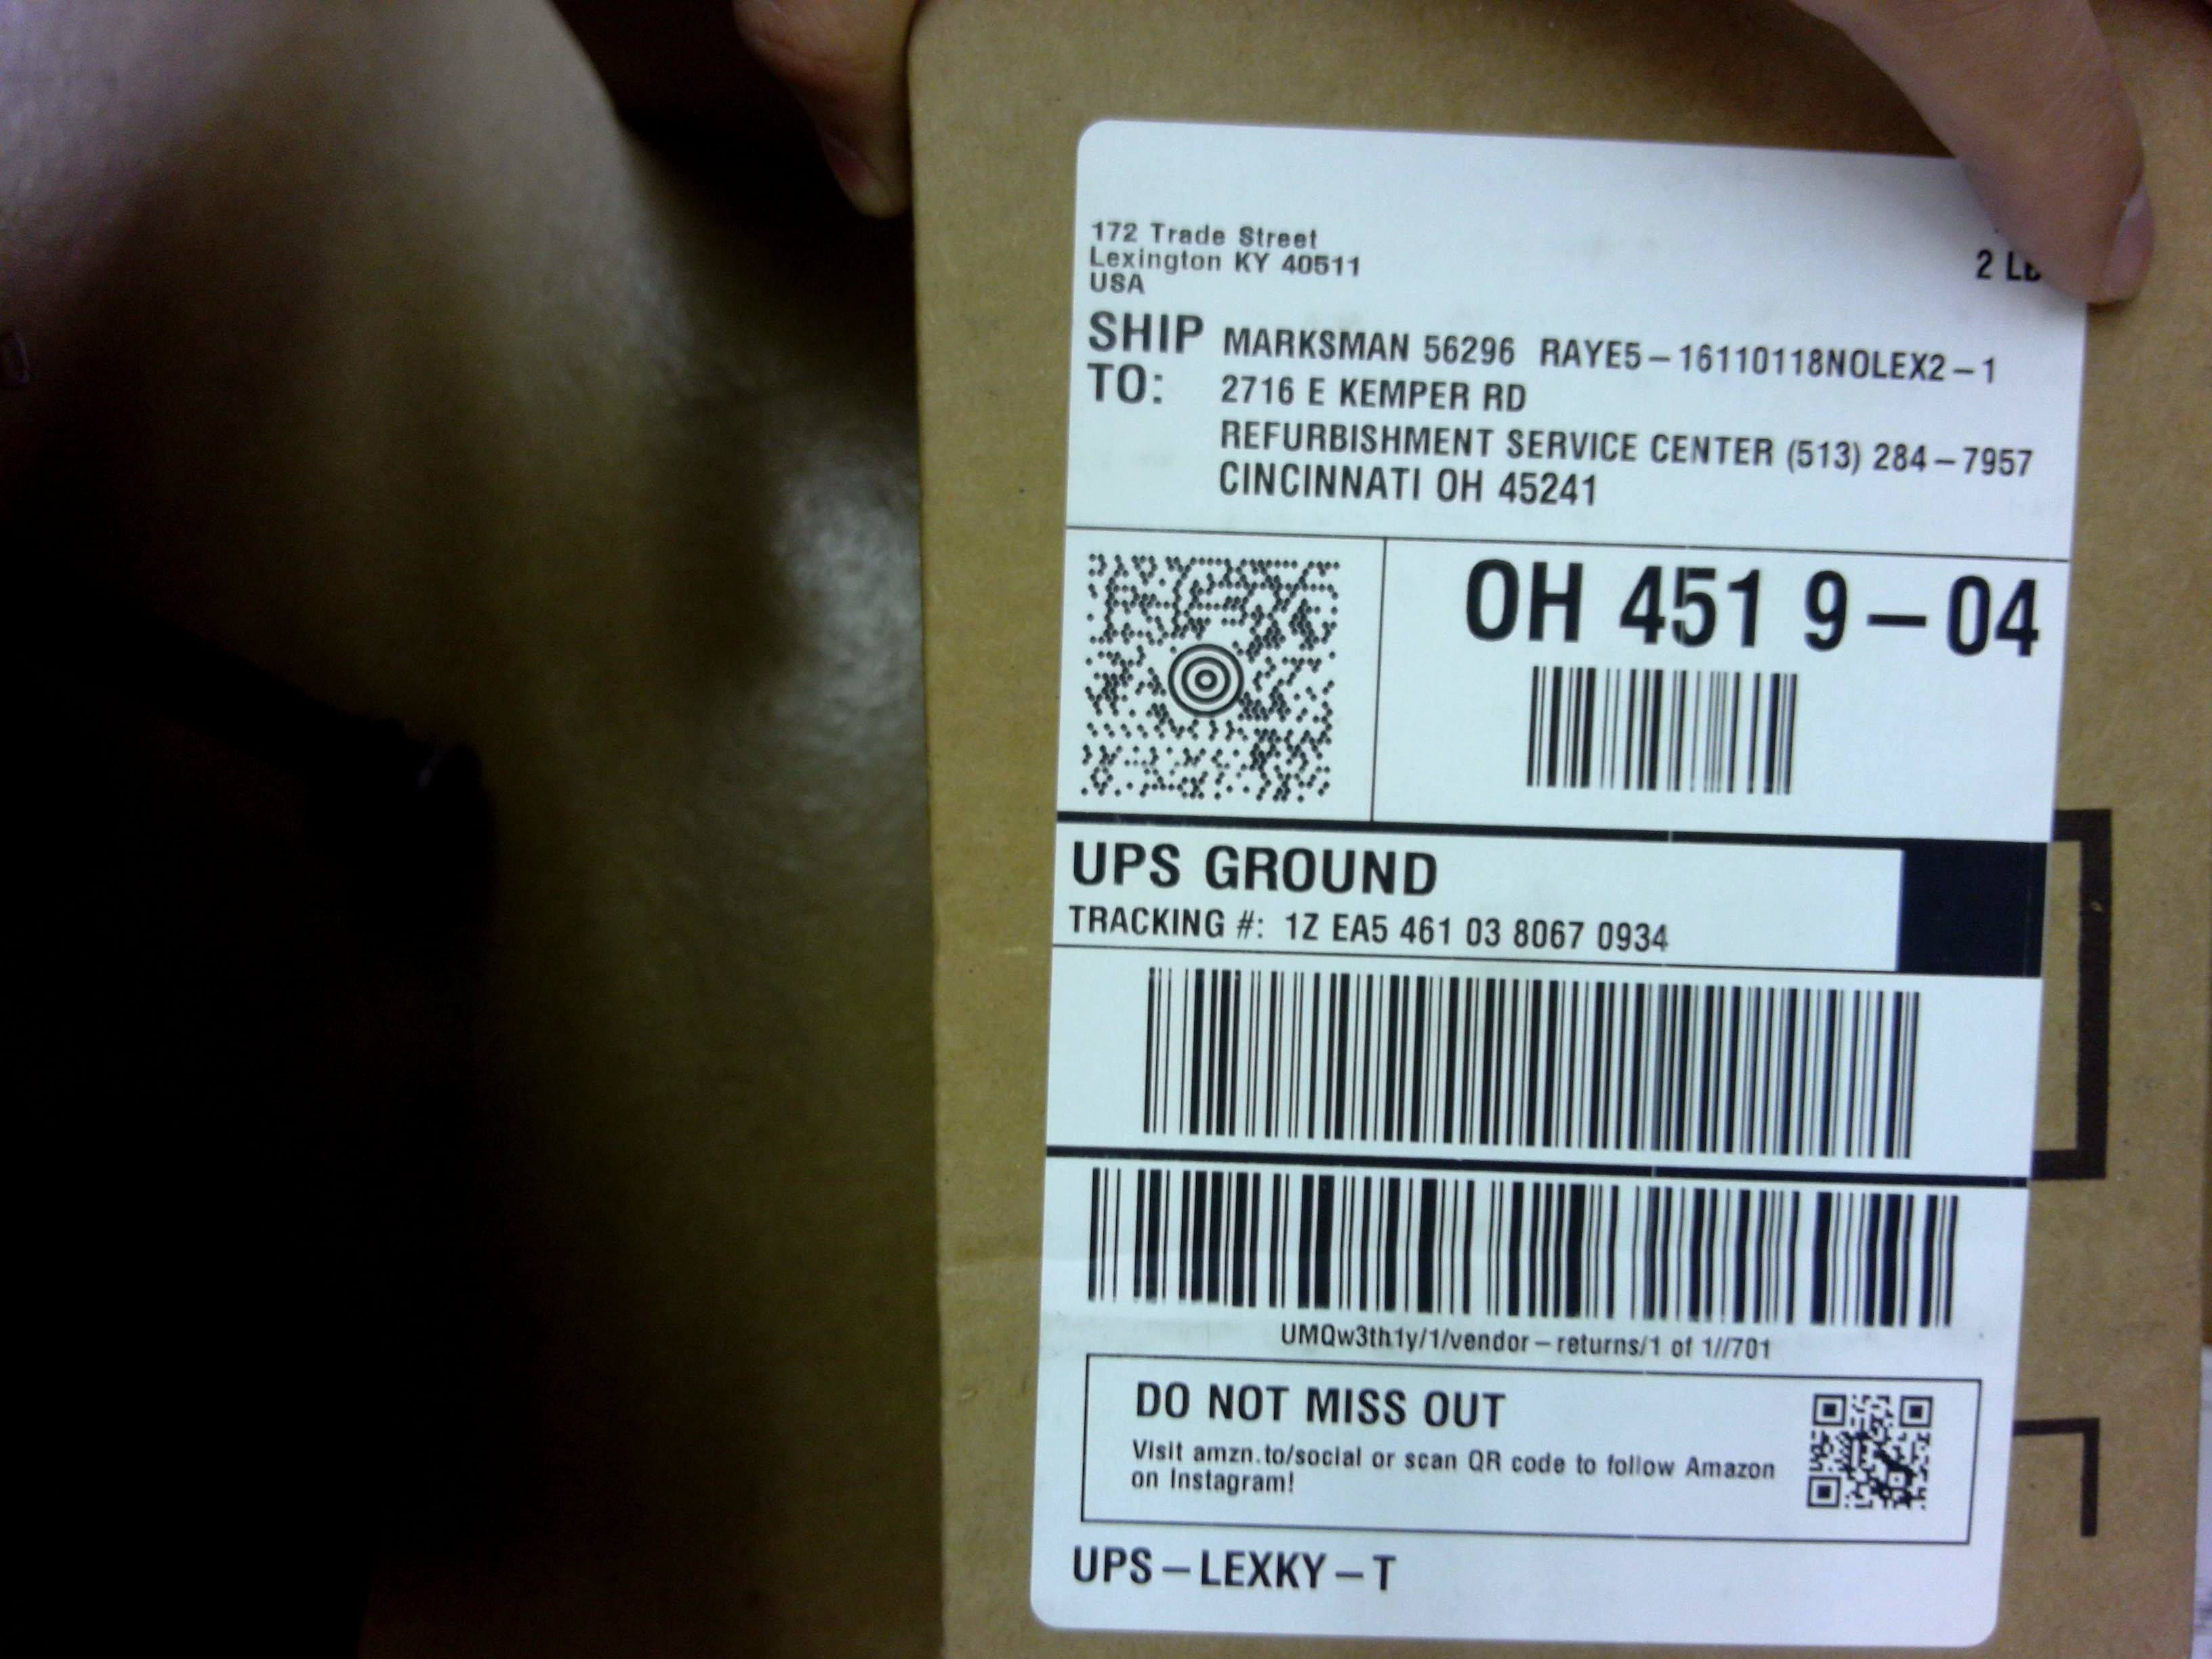 172 Trade Street
Lexington KY 40511
USA
2 LB
SHIP TO:
MARKSMAN 56296 RAYE5-16110118NOLEX2-1
2716 E KEMPER RD
REFURBISHMENT SERVICE CENTER (513) 284-7957
CINCINNATI OH 45241
OH 451 9-04
UPS GROUND
TRACKING #: 1Z EA5 461 03 8067 0934
UMQw3th1y/1/vendor-returns/1 of 1//701
DO NOT MISS OUT
Visit amzn.to/social or scan QR code to follow Amazon
on Instagram!
UPS-LEXKY-T